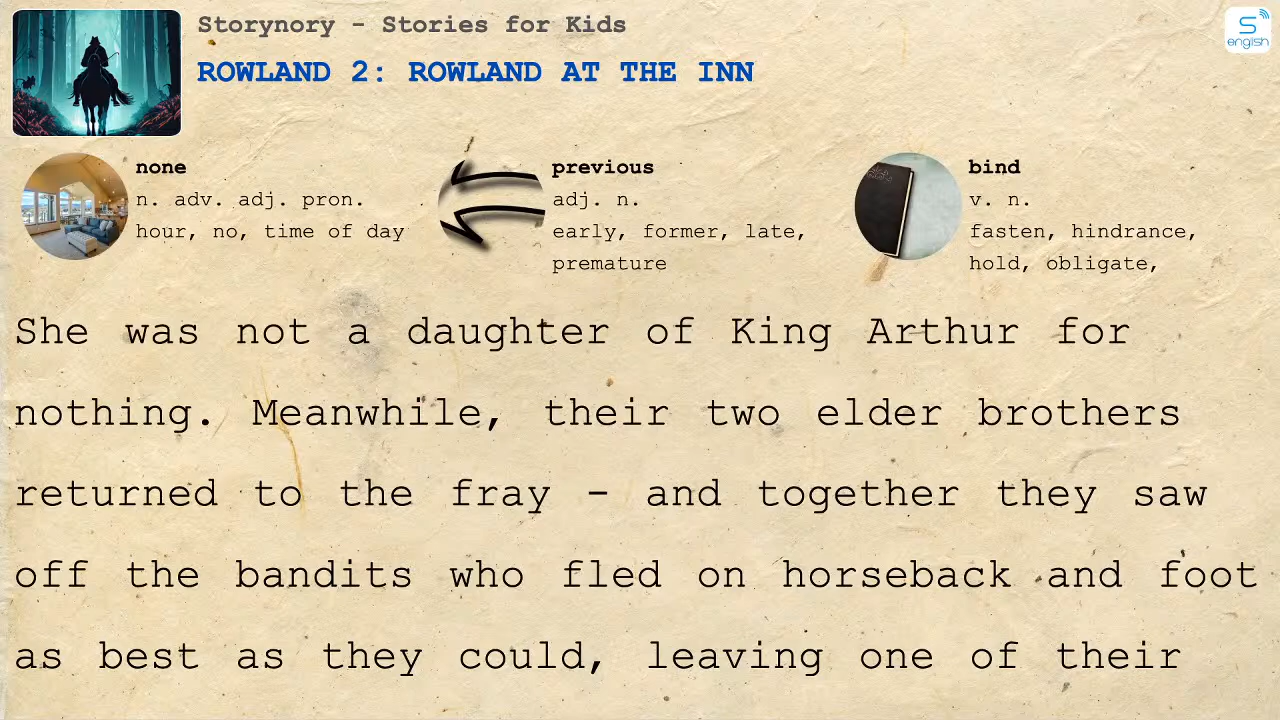 Storynory - Stories for Kids
ROWLAND 2: ROWLAND AT THE INN
S
english
none
n. adv. adj. pron.
hour, no, time of day
previous
adj. n.
early, former, late,
premature
bind
v. n.
fasten, hindrance,
hold, obligate,
She was not a daughter of King Arthur for
nothing. Meanwhile, their two elder brothers
returned to the fray - and together they saw
off the bandits who fled on horseback and foot
as best as they could, leaving one of their